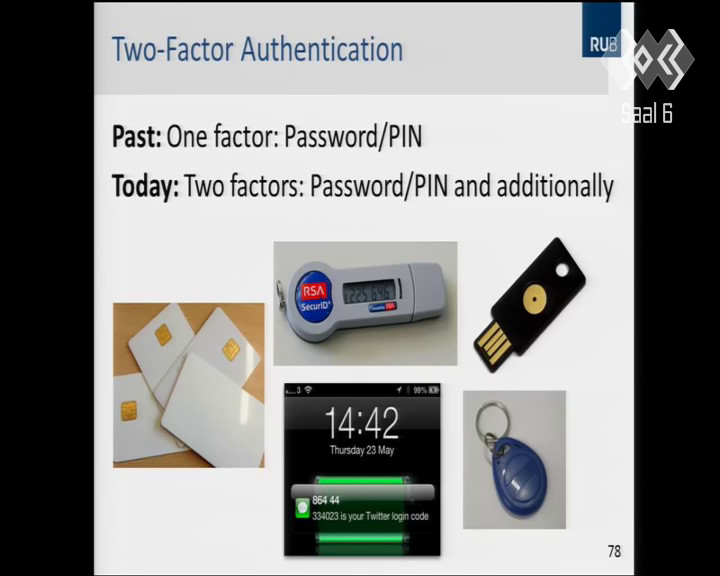 Two-Factor Authentication
RUB
Saal 6
Past: One factor: Password/PIN
Today: Two factors: Password/PIN and additionally
RSA
SecurID
3
99%
14:42
Thursday 23 May
864 44
334023 is your Twitter login code
78